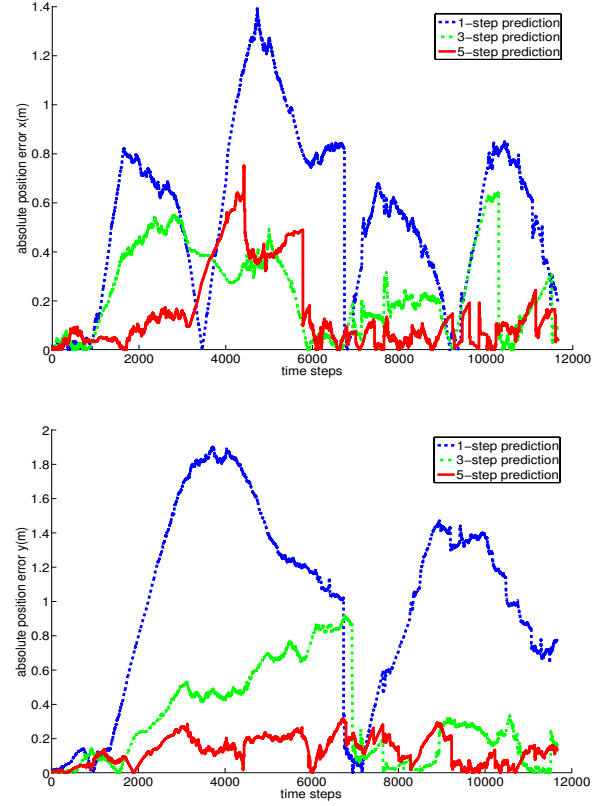 absolute position error x(m)
1.4
1.2
1
0.8
0.6
0.4
0.2
0
0 2000 4000 6000 8000 10000 12000
time steps
1−step prediction
3−step prediction
5−step prediction
absolute position error y(m)
2
1.8
1.6
1.4
1.2
1
0.8
0.6
0.4
0.2
0
0 2000 4000 6000 8000 10000 12000
time steps
1−step prediction
3−step prediction
5−step prediction